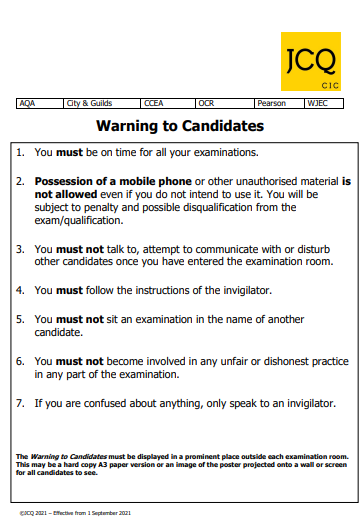 JCQ
CIC
AQA City & Guilds CCEA OCR Pearson WJEC
Warning to Candidates
1. You must be on time for all your examinations.
2. Possession of a mobile phone or other unauthorised material is
not allowed even if you do not intend to use it. You will be
subject to penalty and possible disqualification from the
exam/qualification.
3. You must not talk to, attempt to communicate with or disturb
other candidates once you have entered the examination room.
4. You must follow the instructions of the invigilator.
5. You must not sit an examination in the name of another
candidate.
6. You must not become involved in any unfair or dishonest practice
in any part of the examination.
7. If you are confused about anything, only speak to an invigilator.
The Warning to Candidates must be displayed in a prominent place outside each examination room.
This may be a hard copy A3 paper version or an image of the poster projected onto a wall or screen
for all candidates to see.
©JCQ 2021 – Effective from 1 September 2021